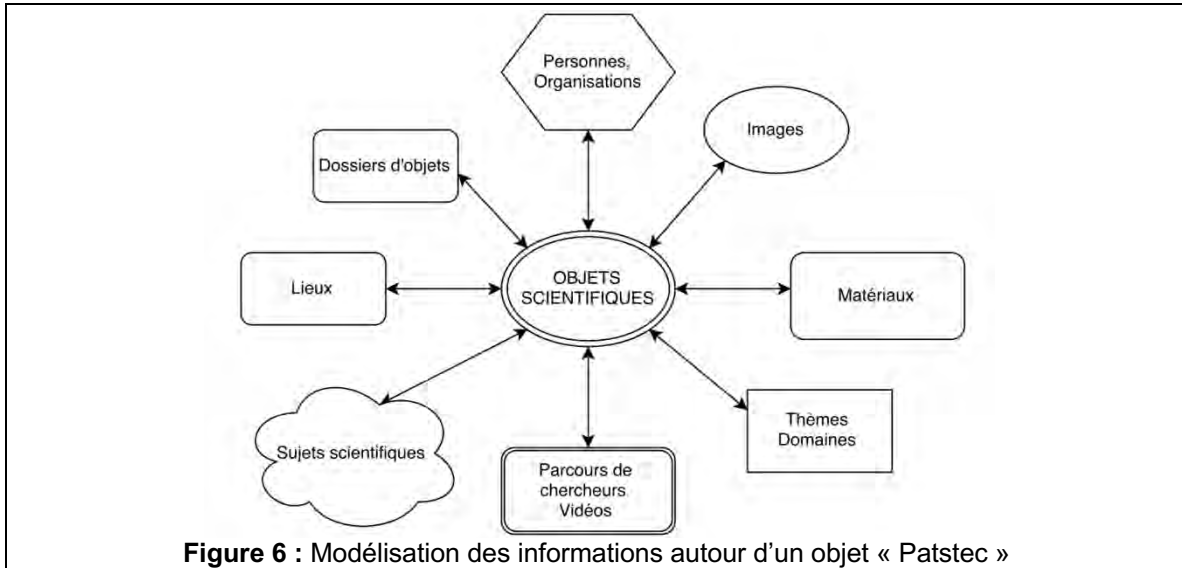 Personnes,
Organisations
Images
Dossiers d'objets
Lieux
OBJETS
SCIENTIFIQUES
Matériaux
Sujets scientifiques
Parcours de
chercheurs
Vidéos
Thèmes
Domaines
Figure 6 : Modélisation des informations autour d’un objet « Patstec »